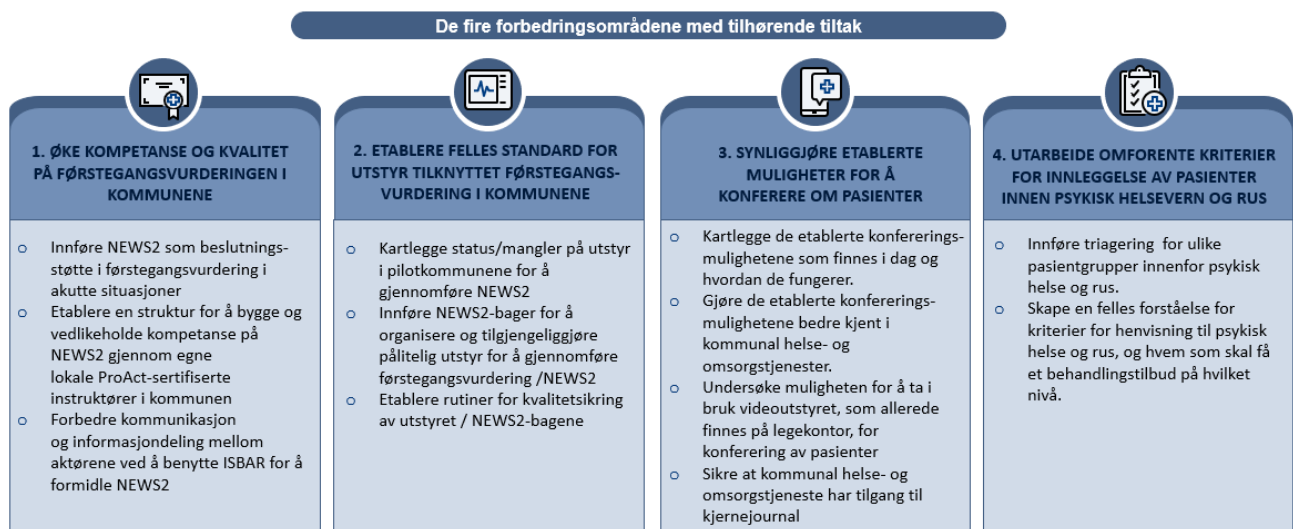 De fire forbedringsområdene med tilhørende tiltak
1. ØKE KOMPETANSE OG KVALITET
PÅ FØRSTEGANGSVURDERINGEN I
KOMMUNENE
o Innføre NEWS2 som beslutnings-
støtte i førstegangsvurdering i
akutte situasjoner
o Etablere en struktur for å bygge og
vedlikeholde kompetanse på
NEWS2 gjennom egne
lokale ProAct-sertifiserte
instruktører i kommunen
o Forbedre kommunikasjon
og informasjondeling mellom
aktørene ved å benytte ISBAR for å
formidle NEWS2
2. ETABLERE FELLES STANDARD FOR
UTSTYR TILKNYTTET FØRSTEGANGS-
VURDERING I KOMMUNENE
o Kartlegge status/mangler på utstyr
i pilotkommunene for å
gjennomføre NEWS2
o Innføre NEWS2-bager for å
organisere og tilgjengeliggjøre
pålitelig utstyr for å gjennomføre
førstegangsvurdering /NEWS2
o Etablere rutiner for kvalitetsikring
av utstyret / NEWS2-bagene
3. SYNLIGGJØRE ETABLERTE
MULIGHETER FOR Å
KONFERERE OM PASIENTER
o Kartlegge de etablerte konfererings-
mulighetene som finnes i dag og
hvordan de fungerer.
o Gjøre de etablerte konfererings-
mulighetene bedre kjent i
kommunal helse- og
omsorgstjenester.
o Undersøke muligheten for å ta i
bruk videoutstyret, som allerede
finnes på legekontor, for
konferering av pasienter
o Sikre at kommunal helse- og
omsorgstjeneste har tilgang til
kjernejournal
4. UTARBEIDE OMFORENTE KRITERIER
FOR INNLEGGELSE AV PASIENTER
INNEN PSYKISK HELSEVERN OG RUS
o Innføre triagering for ulike
pasientgrupper innenfor psykisk
helse og rus.
o Skape en felles forståelse for
kriterier for henvisning til psykisk
helse og rus, og hvem som skal få
et behandlingstilbud på hvilket
nivå.